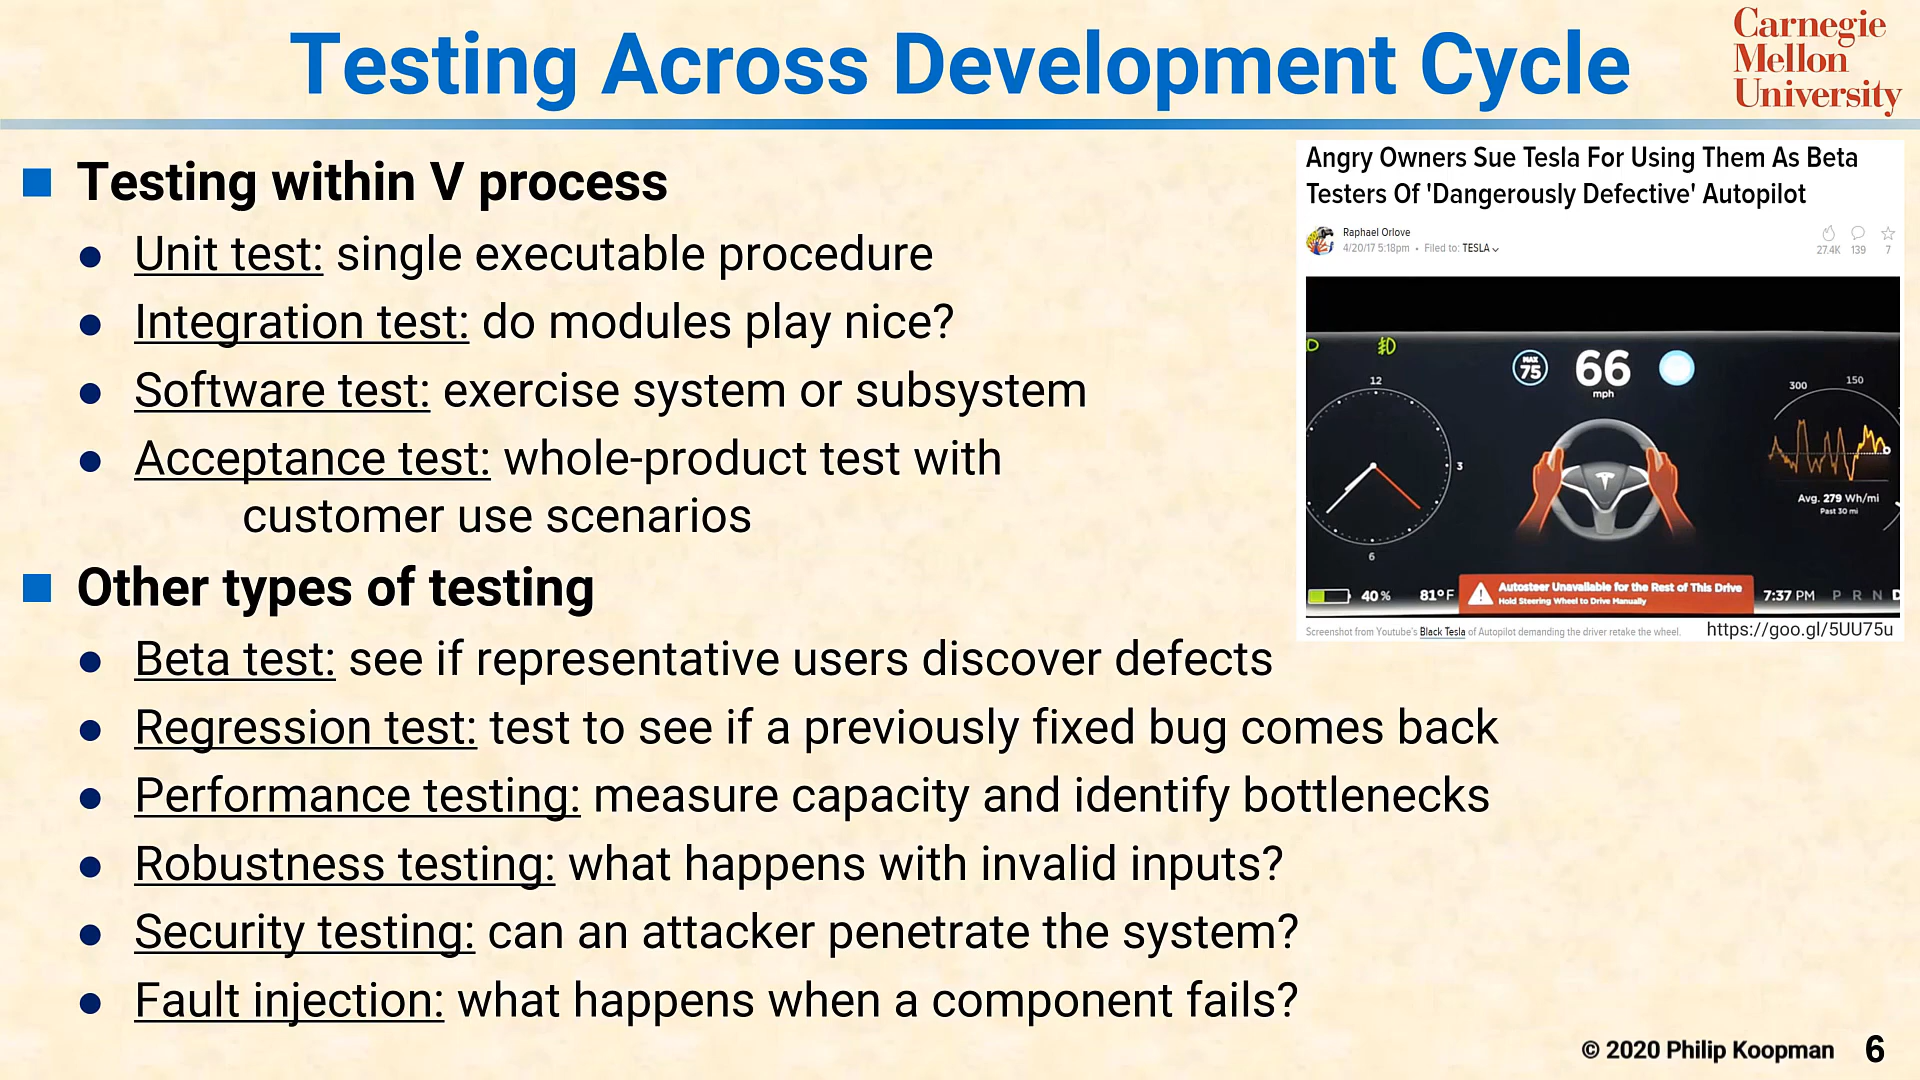 Testing Across Development Cycle
Carnegie
Mellon
University
Testing within V process
Unit test: single executable procedure
Integration test: do modules play nice?
Software test: exercise system or subsystem
Acceptance test: whole-product test with
customer use scenarios
Other types of testing
Beta test: see if representative users discover defects
Regression test: test to see if a previously fixed bug comes back
Performance testing: measure capacity and identify bottlenecks
Robustness testing: what happens with invalid inputs?
Security testing: can an attacker penetrate the system?
Fault injection: what happens when a component fails?
Angry Owners Sue Tesla For Using Them As Beta
Testers Of 'Dangerously Defective' Autopilot
Raphael Orlove
4/20/17 5:18pm • Filed to: TESLA
27.4K 139 7
MAX
75
66
mph
12
3
6
300 150
Avg. 279 Wh/mi
Past 30 mi
40 % 81°F
Autosteer Unavailable for the Rest of This Drive
Hold Steering Wheel to Drive Manually
7:37 PM P R N D
Screenshot from Youtube's Black Tesla of Autopilot demanding the driver retake the wheel.
https://goo.gl/5UU75u
© 2020 Philip Koopman 6